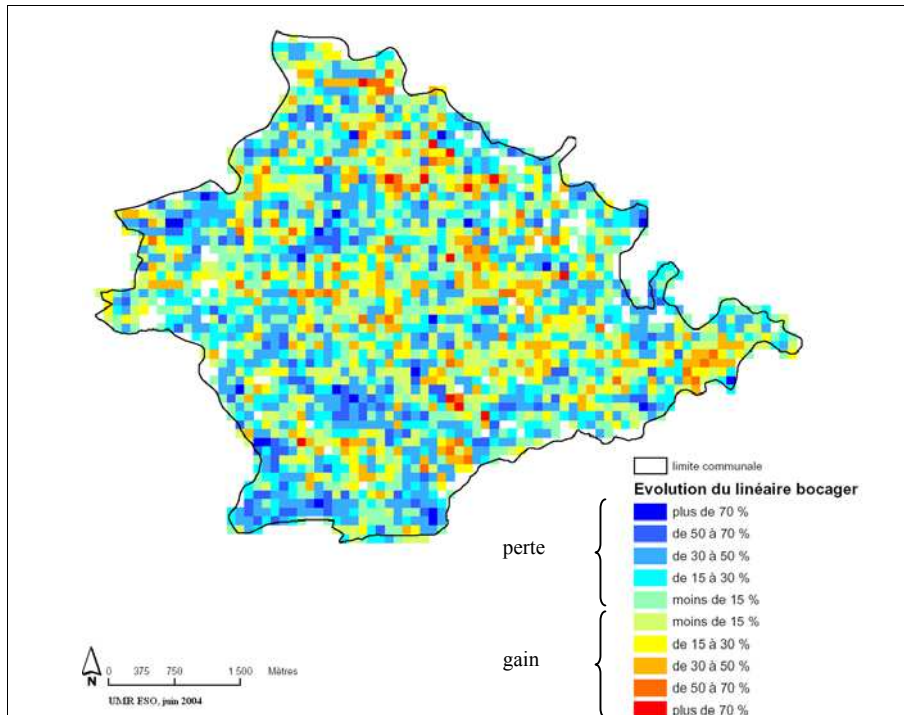 limite communale
Evolution du linéaire bocager
perte
plus de 70 %
de 50 à 70 %
de 30 à 50 %
de 15 à 30 %
moins de 15 %
gain
moins de 15 %
de 15 à 30 %
de 30 à 50 %
de 50 à 70 %
plus de 70 %
N
0 375 750 1 500 Mètres
UMR ESO, juin 2004